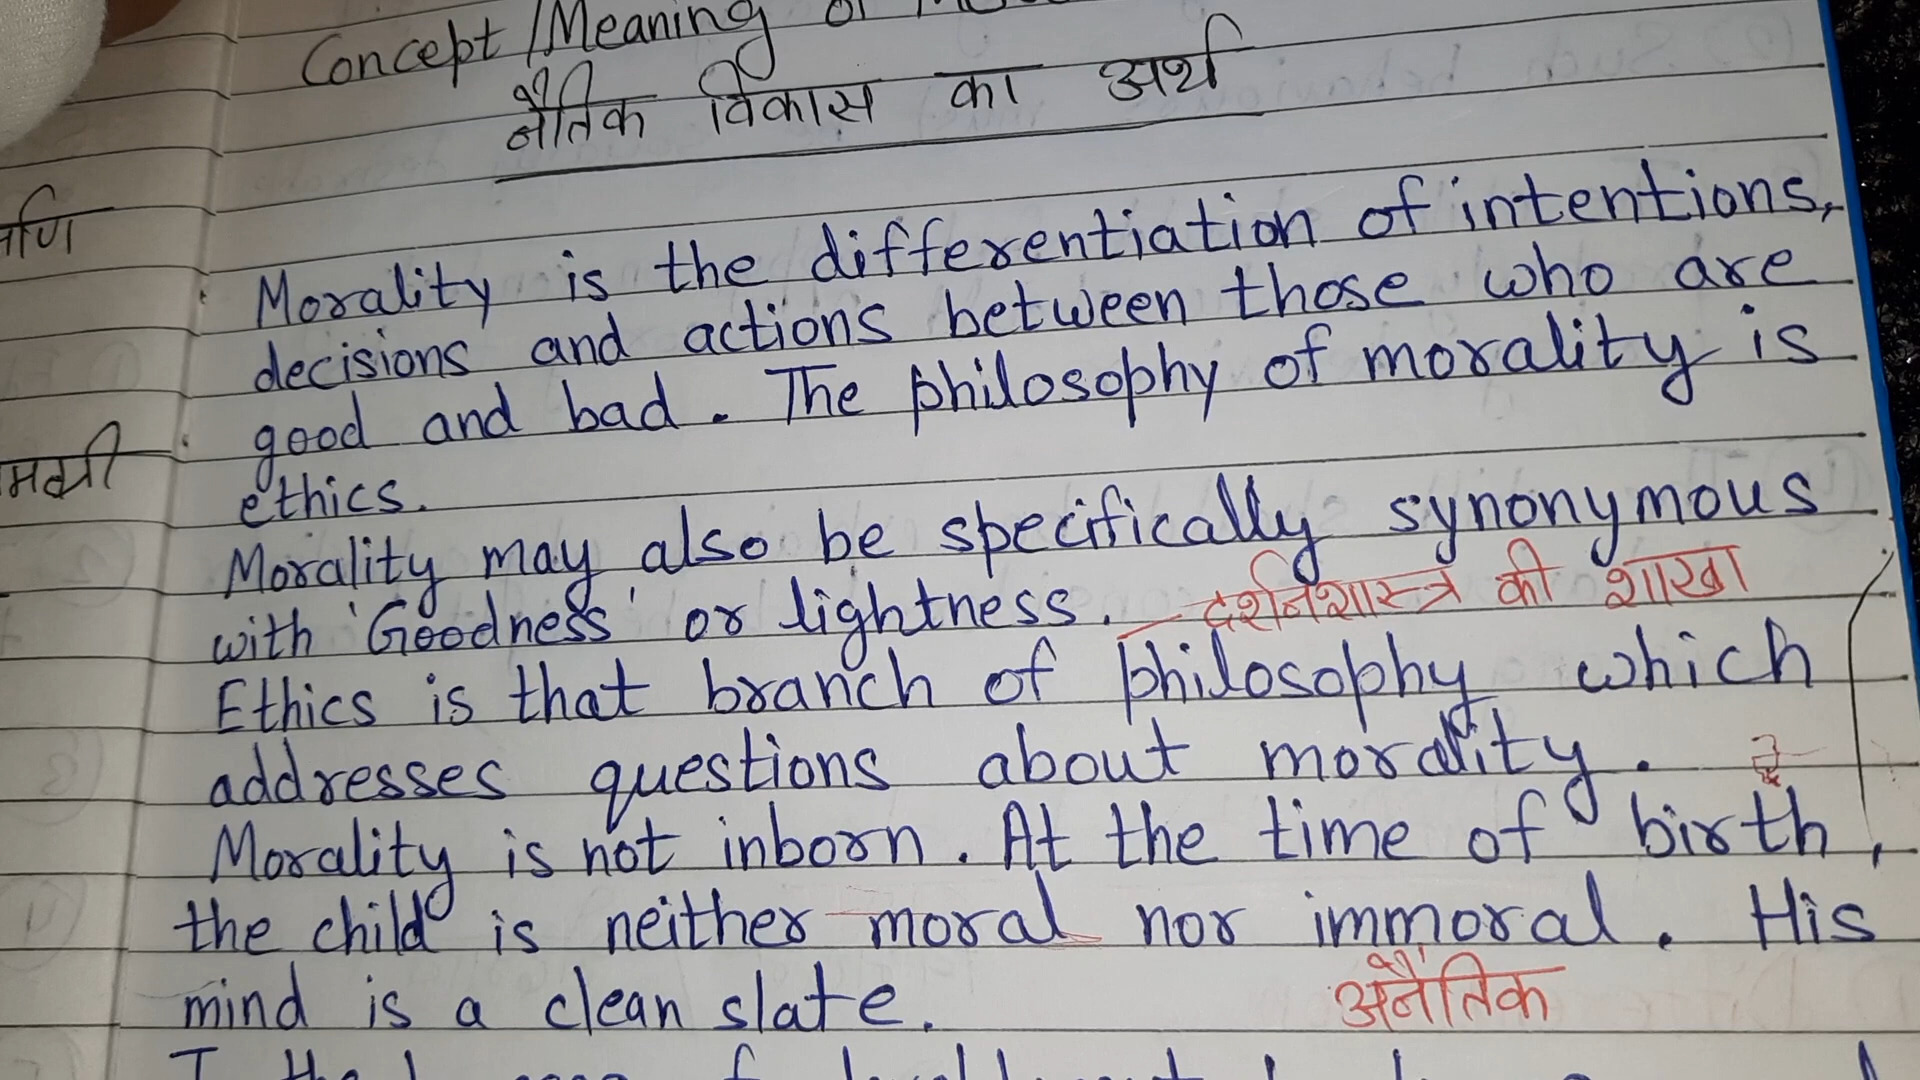 Concept/Meaning of
नैतिक विकास का अर्थ
Morality is the differentiation of intentions,
decisions and actions between those who are
good and bad. The philosophy of morality is
ethics.
Morality may also be specifically synonymous
with 'Goodness' or lightness. दर्शनशास्त्र की शाखा
Ethics is that branch of philosophy which
addresses questions about morality.
Morality is not inborn. At the time of birth,
the child is neither moral nor immoral. His
mind is a clean slate. अनैतिक